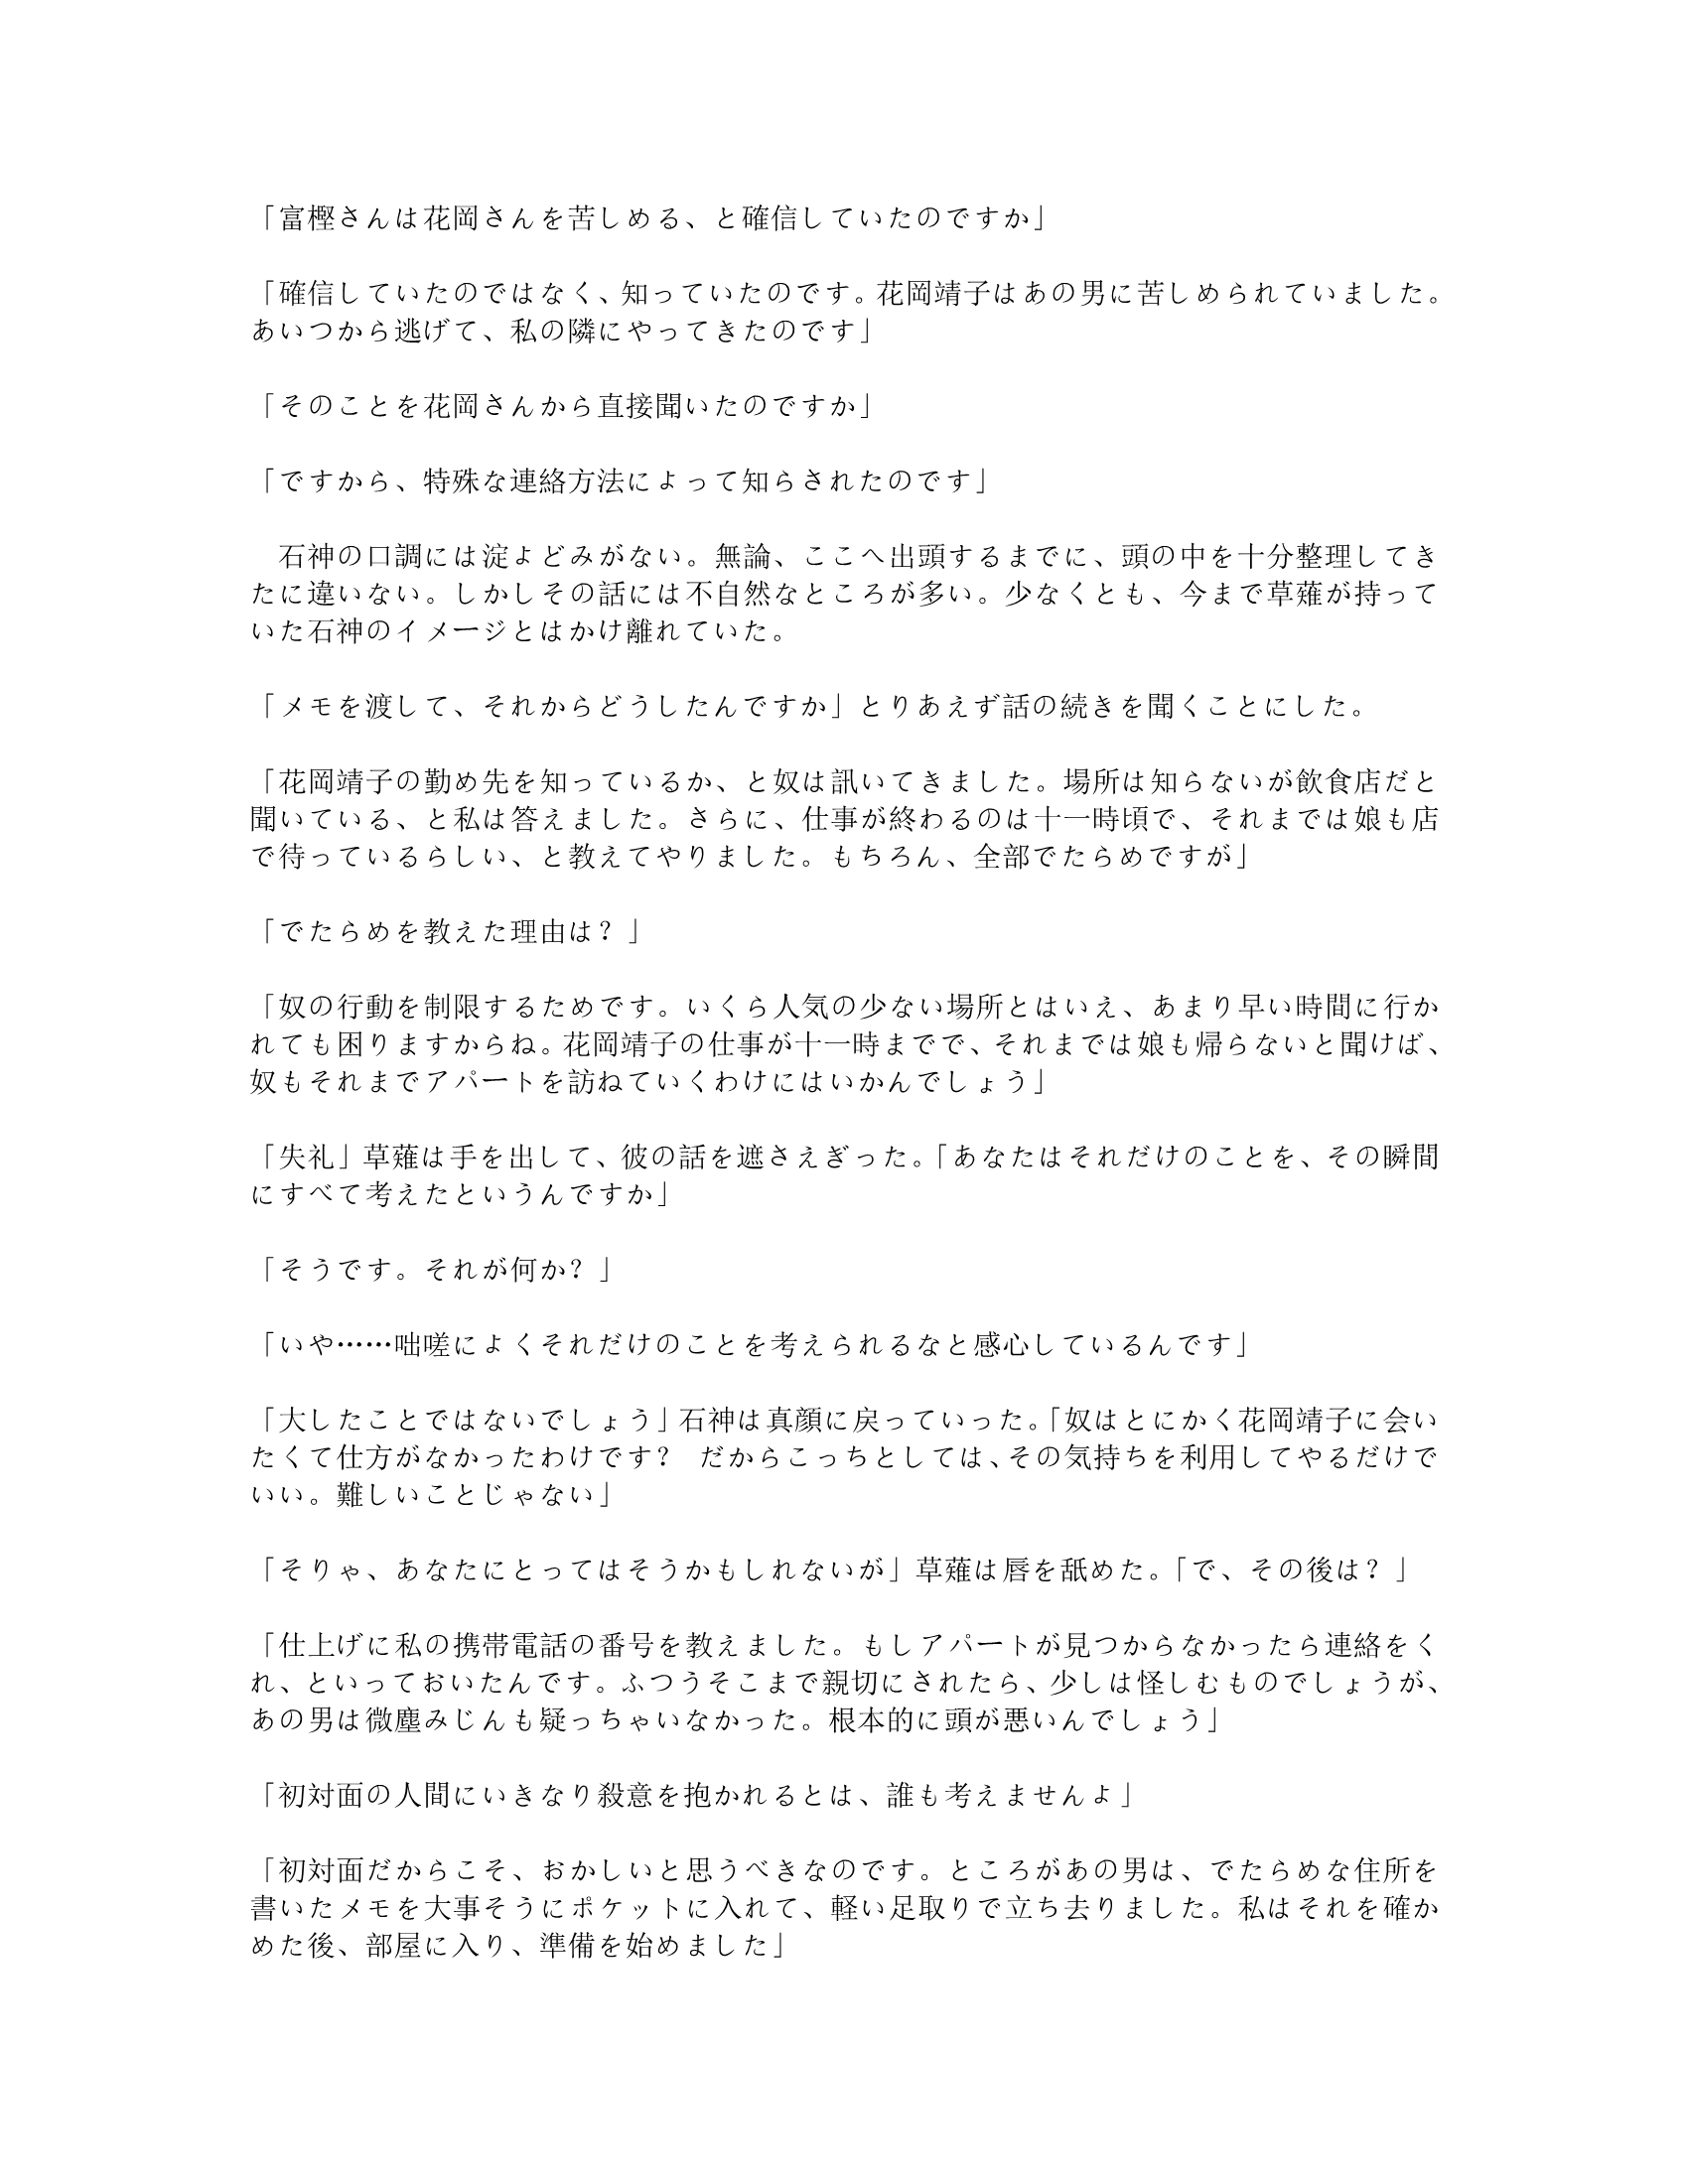 「富樫さんは花岡さんを苦しめる、と確信していたのですか」
「確信していたのではなく、知っていたのです。花岡靖子はあの男に苦しめられていました。
あいつから逃げて、私の隣にやってきたのです」
「そのことを花岡さんから直接聞いたのですか」
「ですから、特殊な連絡方法によって知らされたのです」
　石神の口調には淀よどみがない。無論、ここへ出頭するまでに、頭の中を十分整理してき
たに違いない。しかしその話には不自然なところが多い。少なくとも、今まで草薙が持って
いた石神のイメージとはかけ離れていた。
「メモを渡して、それからどうしたんですか」とりあえず話の続きを聞くことにした。
「花岡靖子の勤め先を知っているか、と奴は訊いてきました。場所は知らないが飲食店だと
聞いている、と私は答えました。さらに、仕事が終わるのは十一時頃で、それまでは娘も店
で待っているらしい、と教えてやりました。もちろん、全部でたらめですが」
「でたらめを教えた理由は？」
「奴の行動を制限するためです。いくら人気の少ない場所とはいえ、あまり早い時間に行か
れても困りますからね。花岡靖子の仕事が十一時までで、それまでは娘も帰らないと聞けば、
奴もそれまでアパートを訪ねていくわけにはいかんでしょう」
「失礼」草薙は手を出して、彼の話を遮さえぎった。「あなたはそれだけのことを、その瞬間
にすべて考えたというんですか」
「そうです。それが何か？」
「いや……咄嗟によくそれだけのことを考えられるなと感心しているんです」
「大したことではないでしょう」石神は真顔に戻っていった。「奴はとにかく花岡靖子に会い
たくて仕方がなかったわけです？　だからこっちとしては、その気持ちを利用してやるだけで
いい。難しいことじゃない」
「そりゃ、あなたにとってはそうかもしれないが」草薙は唇を舐めた。「で、その後は？」
「仕上げに私の携帯電話の番号を教えました。もしアパートが見つからなかったら連絡をく
れ、といっておいたんです。ふつうそこまで親切にされたら、少しは怪しむものでしょうが、
あの男は微塵みじんも疑っちゃいなかった。根本的に頭が悪いんでしょう」
「初対面の人間にいきなり殺意を抱かれるとは、誰も考えませんよ」
「初対面だからこそ、おかしいと思うべきなのです。ところがあの男は、でたらめな住所を
書いたメモを大事そうにポケットに入れて、軽い足取りで立ち去りました。私はそれを確か
めた後、部屋に入り、準備を始めました」